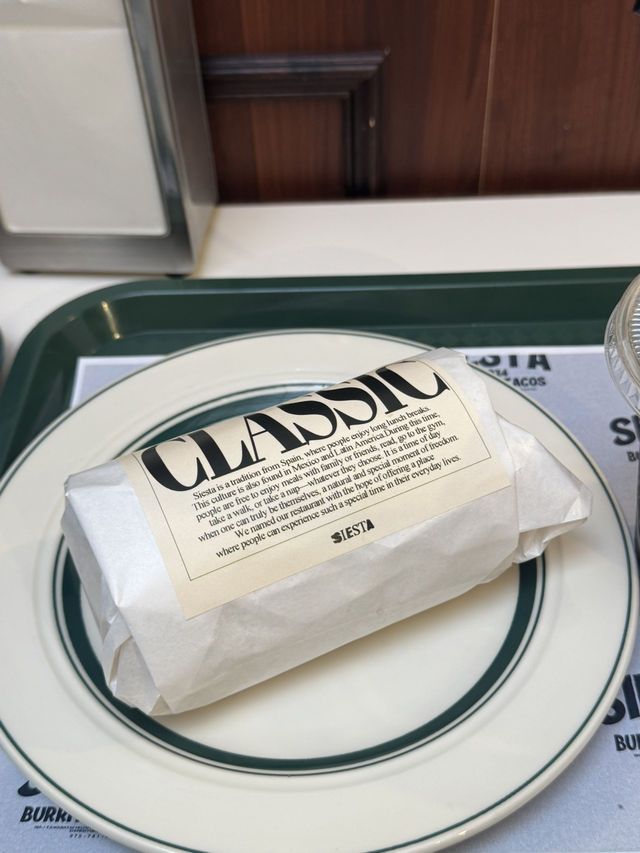 CLASSIC
Siesta is a tradition from Spain, where people enjoy long lunch breaks.
This culture is also found in Mexico and Latin America.During this time,
people are free to enjoy meals with family or friends, read, go to the gym,
take a walk, or take a nap—whatever they choose. It is a time of day
when one can truly be themselves, a natural and special moment of freedom.
We named our restaurant with the hope of offering a place
where people can experience such a special time in their everyday lives.
SIESTA